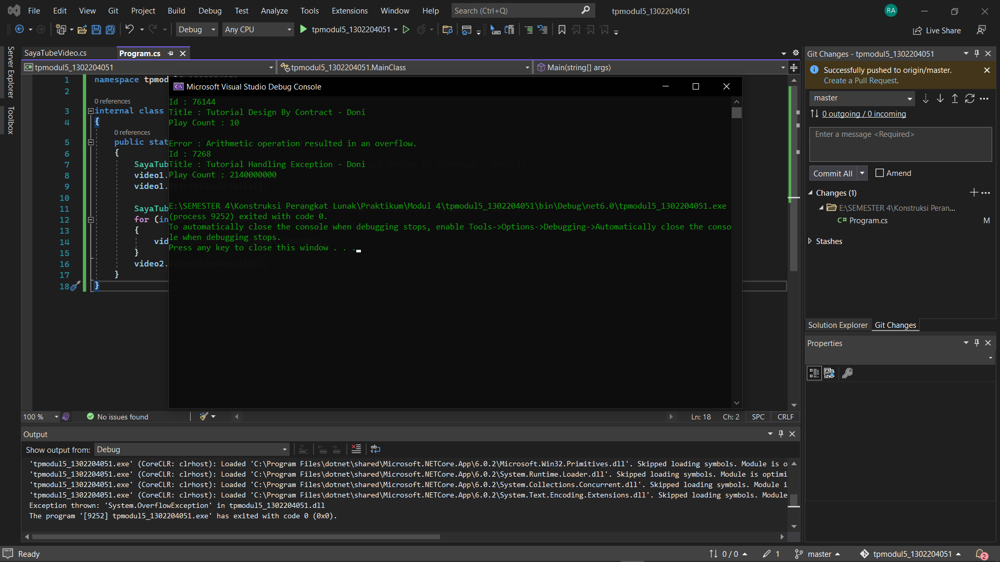 File Edit View Git Project Build Debug Test Analyze Tools Extensions Window Help Search (Ctrl+Q) tpmodul5_1302204051 RA
Debug Any CPU tpmodul5_1302204051 Live Share
Server Explorer
Toolbox
SayaTubeVideo.cs Program.cs
C# tpmodul5_1302204051 tpmodul5_1302204051.MainClass Main(string[] args)
1 namespace tpmod
2
0 references
3 internal class
4 {
0 references
5 public stat
6 {
7 SayaTub
8 video1.
9 video1.PrintVideoDetails();
10
11 SayaTub
12 for (in
13 {
14 vid
15 }
16 video2.PrintVideoDetails();
17 }
18 }
Microsoft Visual Studio Debug Console
Id : 76144
Title : Tutorial Design By Contract - Doni
Play Count : 10
Error : Arithmetic operation resulted in an overflow.
Id : 7268
Title : Tutorial Handling Exception - Doni
Play Count : 2140000000
E:\SEMESTER 4\Konstruksi Perangkat Lunak\Praktikum\Modul 4\tpmodul5_1302204051\bin\Debug\net6.0\tpmodul5_1302204051.exe
(process 9252) exited with code 0.
To automatically close the console when debugging stops, enable Tools->Options->Debugging->Automatically close the conso
le when debugging stops.
Press any key to close this window . . .
100 % No issues found Ln: 18 Ch: 2 SPC CRLF
Output
Show output from: Debug
'tpmodul5_1302204051.exe' (CoreCLR: clrhost): Loaded 'C:\Program Files\dotnet\shared\Microsoft.NETCore.App\6.0.2\Microsoft.Win32.Primitives.dll'. Skipped loading symbols. Module is o
'tpmodul5_1302204051.exe' (CoreCLR: clrhost): Loaded 'C:\Program Files\dotnet\shared\Microsoft.NETCore.App\6.0.2\System.Runtime.Loader.dll'. Skipped loading symbols. Module is optimi
'tpmodul5_1302204051.exe' (CoreCLR: clrhost): Loaded 'C:\Program Files\dotnet\shared\Microsoft.NETCore.App\6.0.2\System.Collections.Concurrent.dll'. Skipped loading symbols. Module i
'tpmodul5_1302204051.exe' (CoreCLR: clrhost): Loaded 'C:\Program Files\dotnet\shared\Microsoft.NETCore.App\6.0.2\System.Text.Encoding.Extensions.dll'. Skipped loading symbols. Module
Exception thrown: 'System.OverflowException' in tpmodul5_1302204051.dll
The program '[9252] tpmodul5_1302204051.exe' has exited with code 0 (0x0).
Git Changes - tpmodul5_1302204051
Successfully pushed to origin/master.
Create a Pull Request.
master
0 outgoing / 0 incoming
Enter a message <Required>
Commit All Amend
Changes (1)
E:\SEMESTER 4\Konstruksi Peran...
C# Program.cs M
Stashes
Solution Explorer Git Changes
Properties
Ready 0 / 0 1 master tpmodul5_1302204051 2